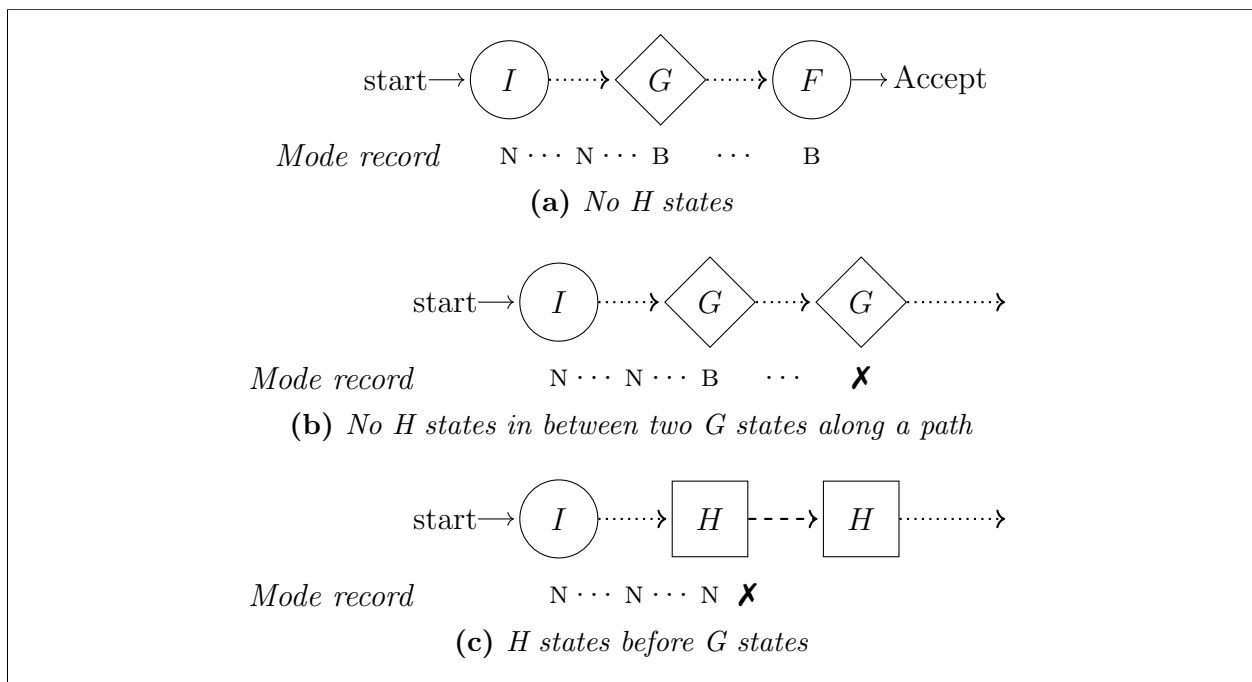 start I G F Accept
Mode record N ··· N ··· B ··· B
(a) No H states
start I G G
Mode record N ··· N ··· B ··· ✗
(b) No H states in between two G states along a path
start I H H
Mode record N ··· N ··· N ✗
(c) H states before G states